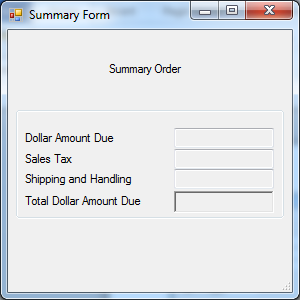 Summary Form
Summary Order
Dollar Amount Due
Sales Tax
Shipping and Handling
Total Dollar Amount Due